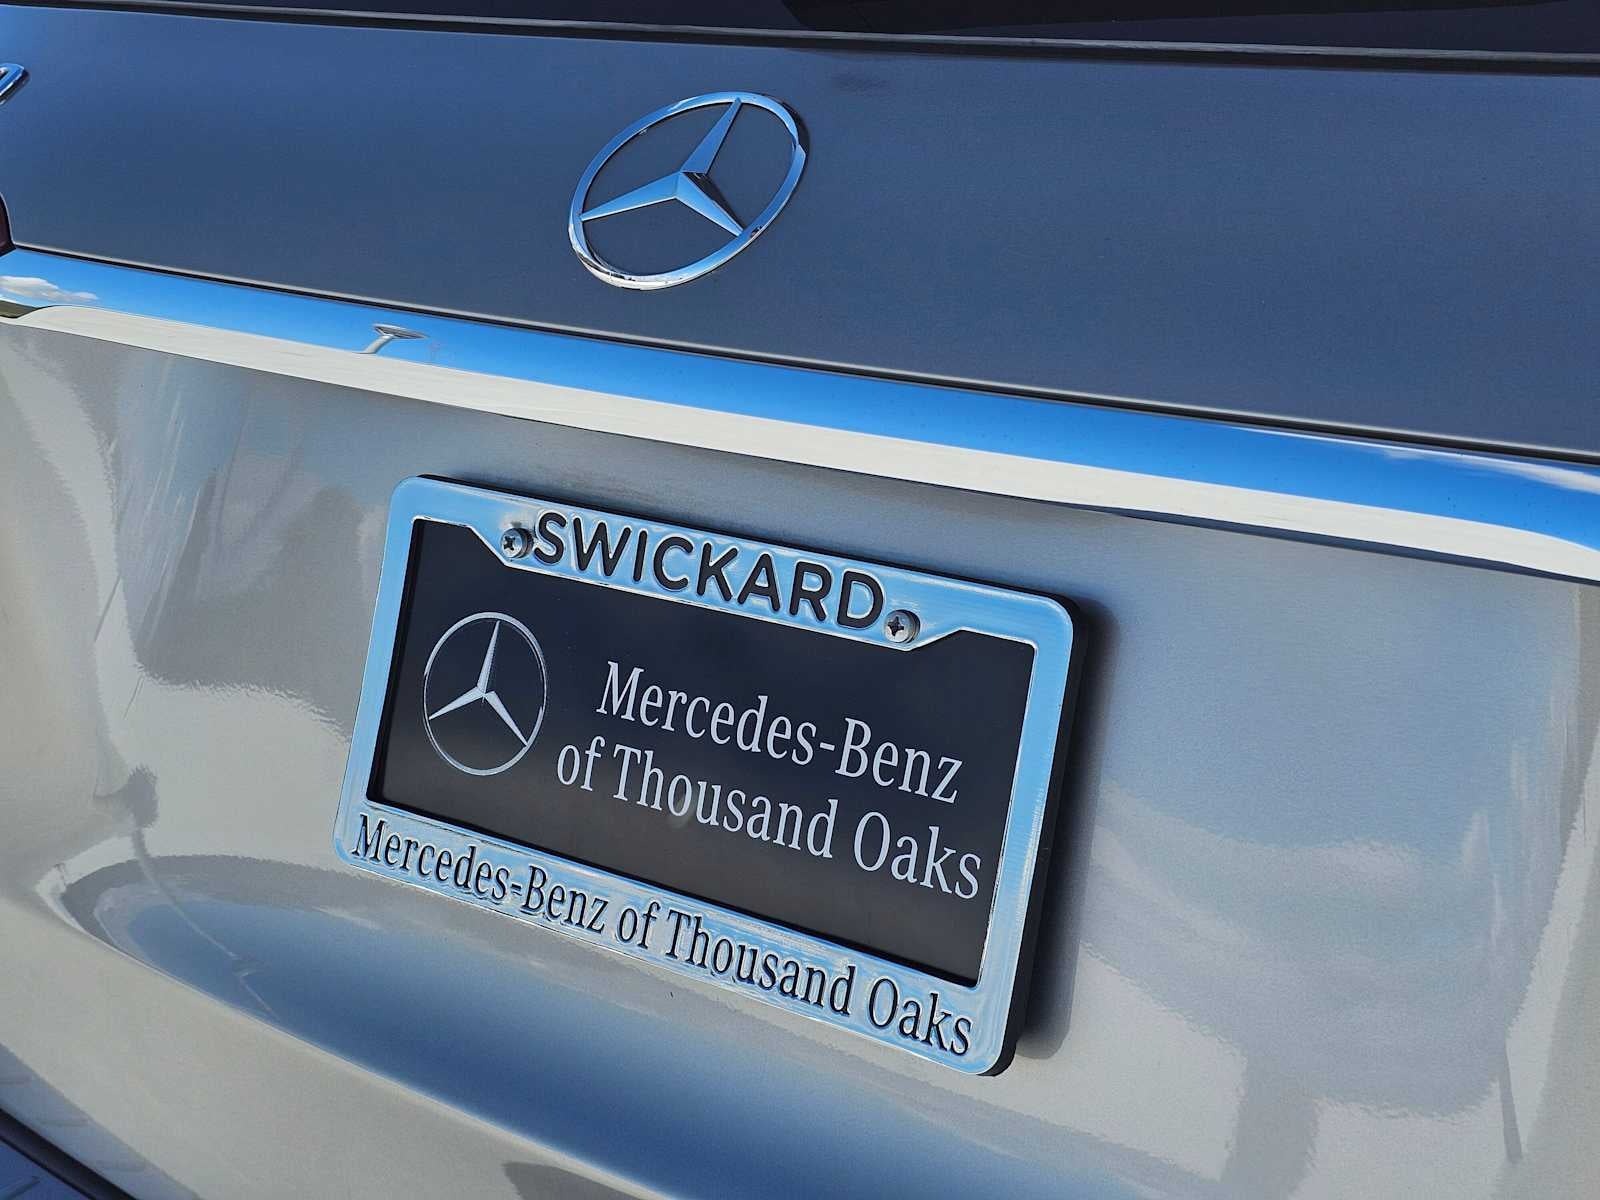 SWICKARD
Mercedes-Benz
of Thousand Oaks
Mercedes-Benz of Thousand Oaks